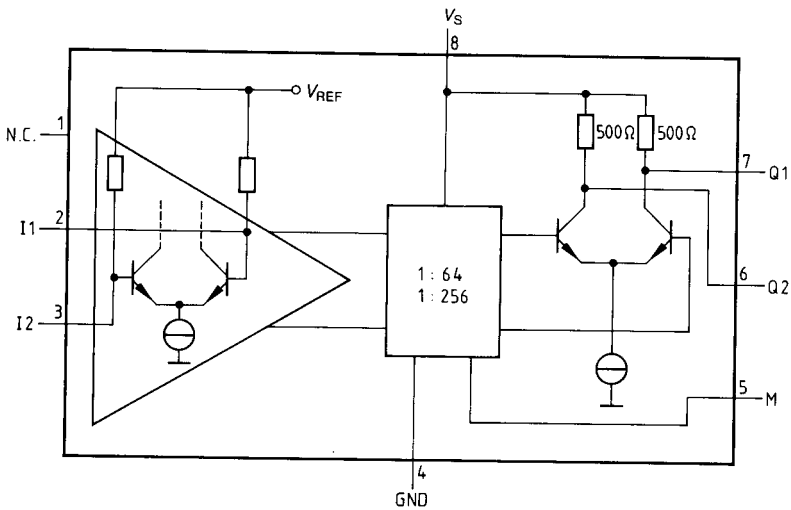 VS
8
VREF
500Ω 500Ω
N.C. 1
7 Q1
I1 2
1 : 64
1 : 256
6 Q2
I2 3
5 M
4
GND